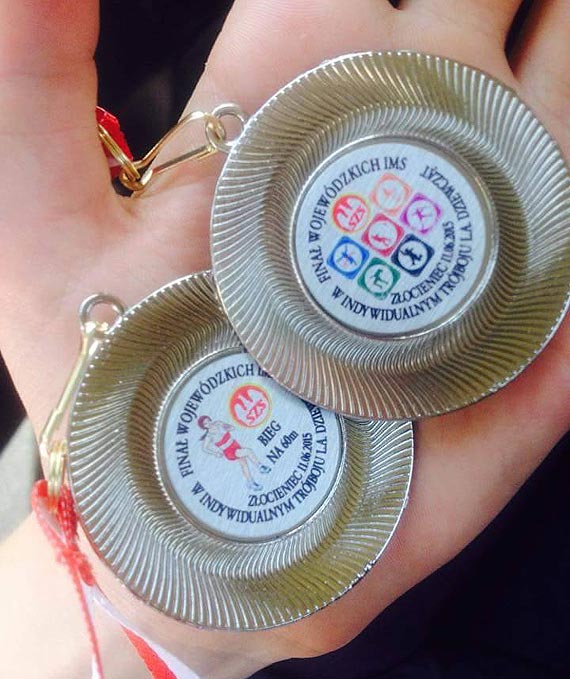 FINAŁ WOJEWÓDZKICH IMS
SZS
ZŁOCIENIEC 11.06.2015
W INDYWIDUALNYM TRÓJBOJU LA DZIEWCZĄT
FINAŁ WOJEWÓDZKICH
SZS
BIEG
NA 60m
ZŁOCIENIEC 11.06.2015
W INDYWIDUALNYM TRÓJBOJU LA